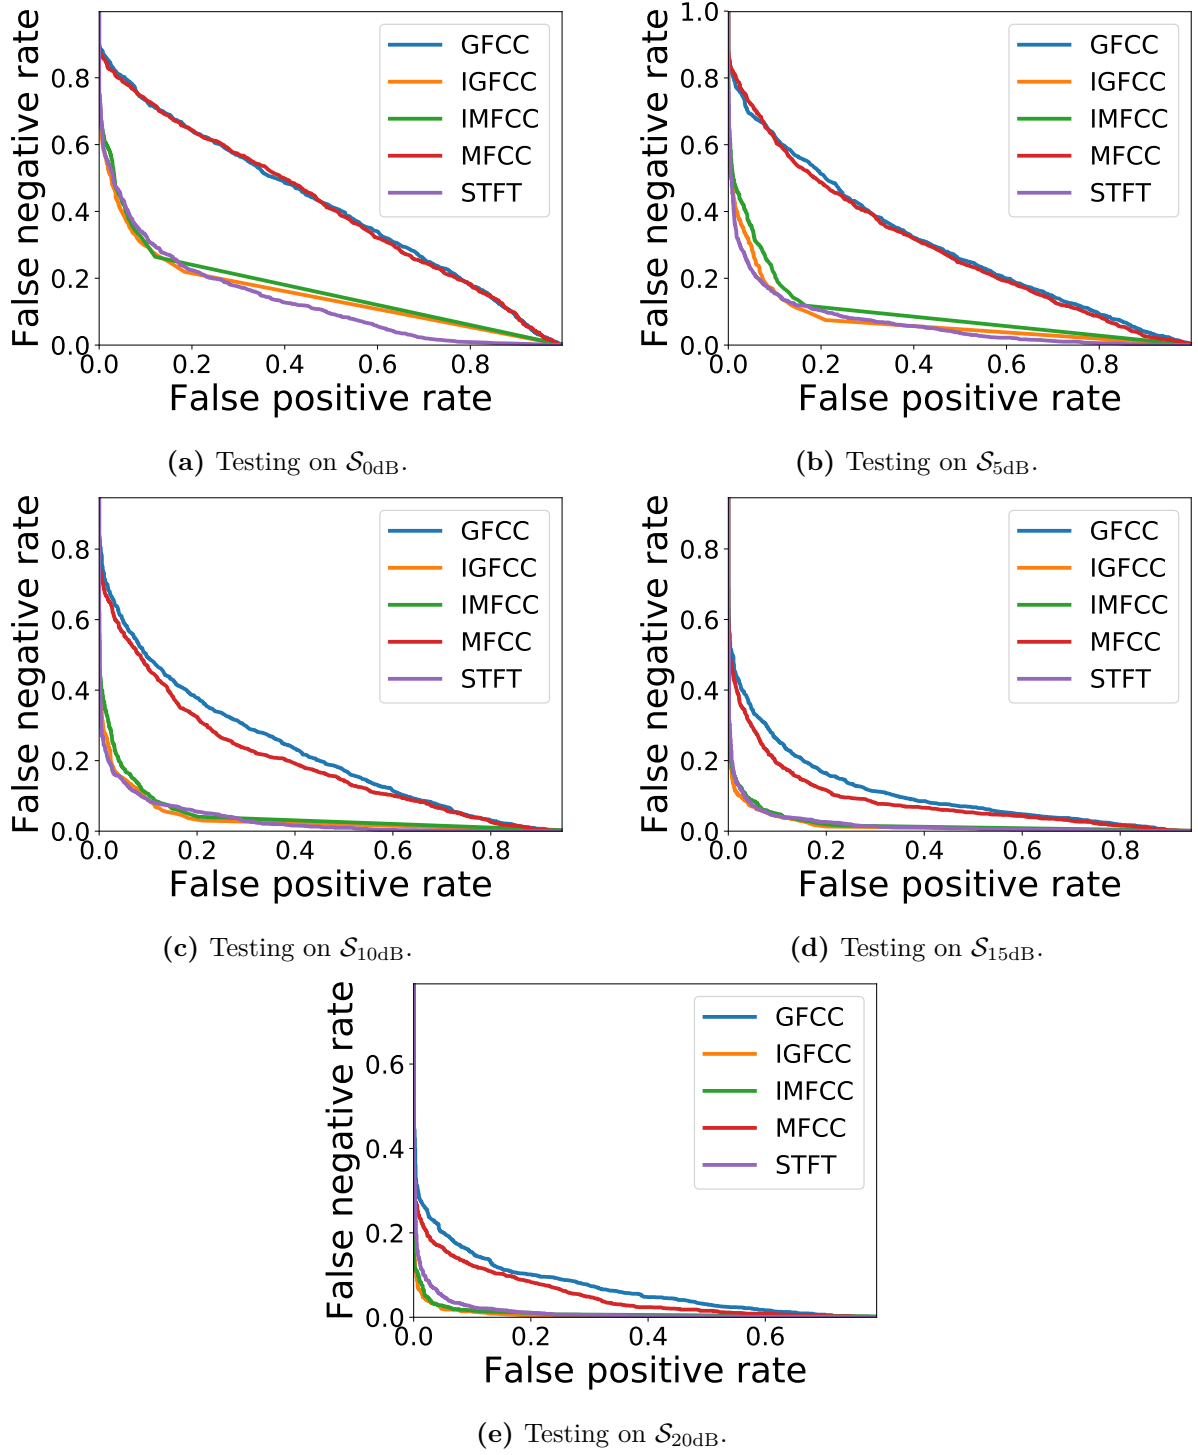 False negative rate
0.8
0.6
0.4
0.2
0.0
0.0 0.2 0.4 0.6 0.8
False positive rate
GFCC
IGFCC
IMFCC
MFCC
STFT
(a) Testing on S0dB.
False negative rate
1.0
0.8
0.6
0.4
0.2
0.0
0.0 0.2 0.4 0.6 0.8
False positive rate
GFCC
IGFCC
IMFCC
MFCC
STFT
(b) Testing on S5dB.
False negative rate
0.8
0.6
0.4
0.2
0.0
0.0 0.2 0.4 0.6 0.8
False positive rate
GFCC
IGFCC
IMFCC
MFCC
STFT
(c) Testing on S10dB.
False negative rate
0.8
0.6
0.4
0.2
0.0
0.0 0.2 0.4 0.6 0.8
False positive rate
GFCC
IGFCC
IMFCC
MFCC
STFT
(d) Testing on S15dB.
False negative rate
0.6
0.4
0.2
0.0
0.0 0.2 0.4 0.6
False positive rate
GFCC
IGFCC
IMFCC
MFCC
STFT
(e) Testing on S20dB.